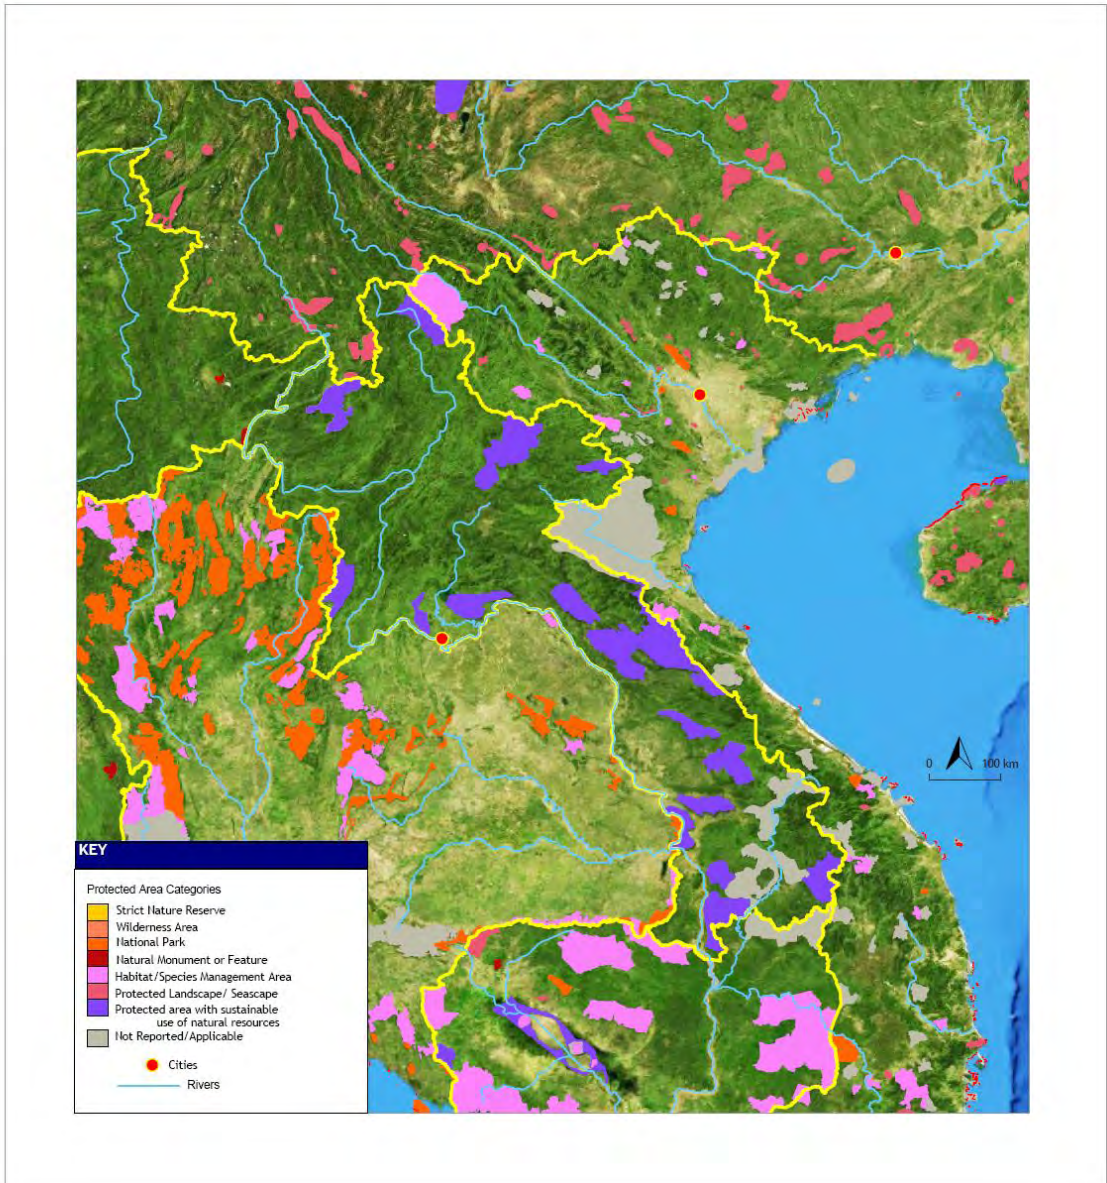 0 100 km
KEY
Protected Area Categories
Strict Nature Reserve
Wilderness Area
National Park
Natural Monument or Feature
Habitat/Species Management Area
Protected Landscape/ Seascape
Protected area with sustainable
use of natural resources
Not Reported/Applicable
Cities
Rivers